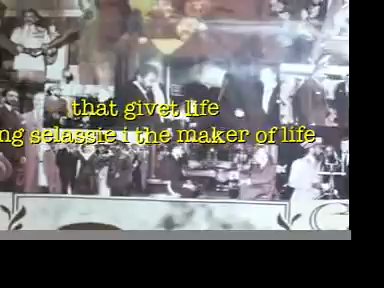 that givet life
ng selassie i the maker of life